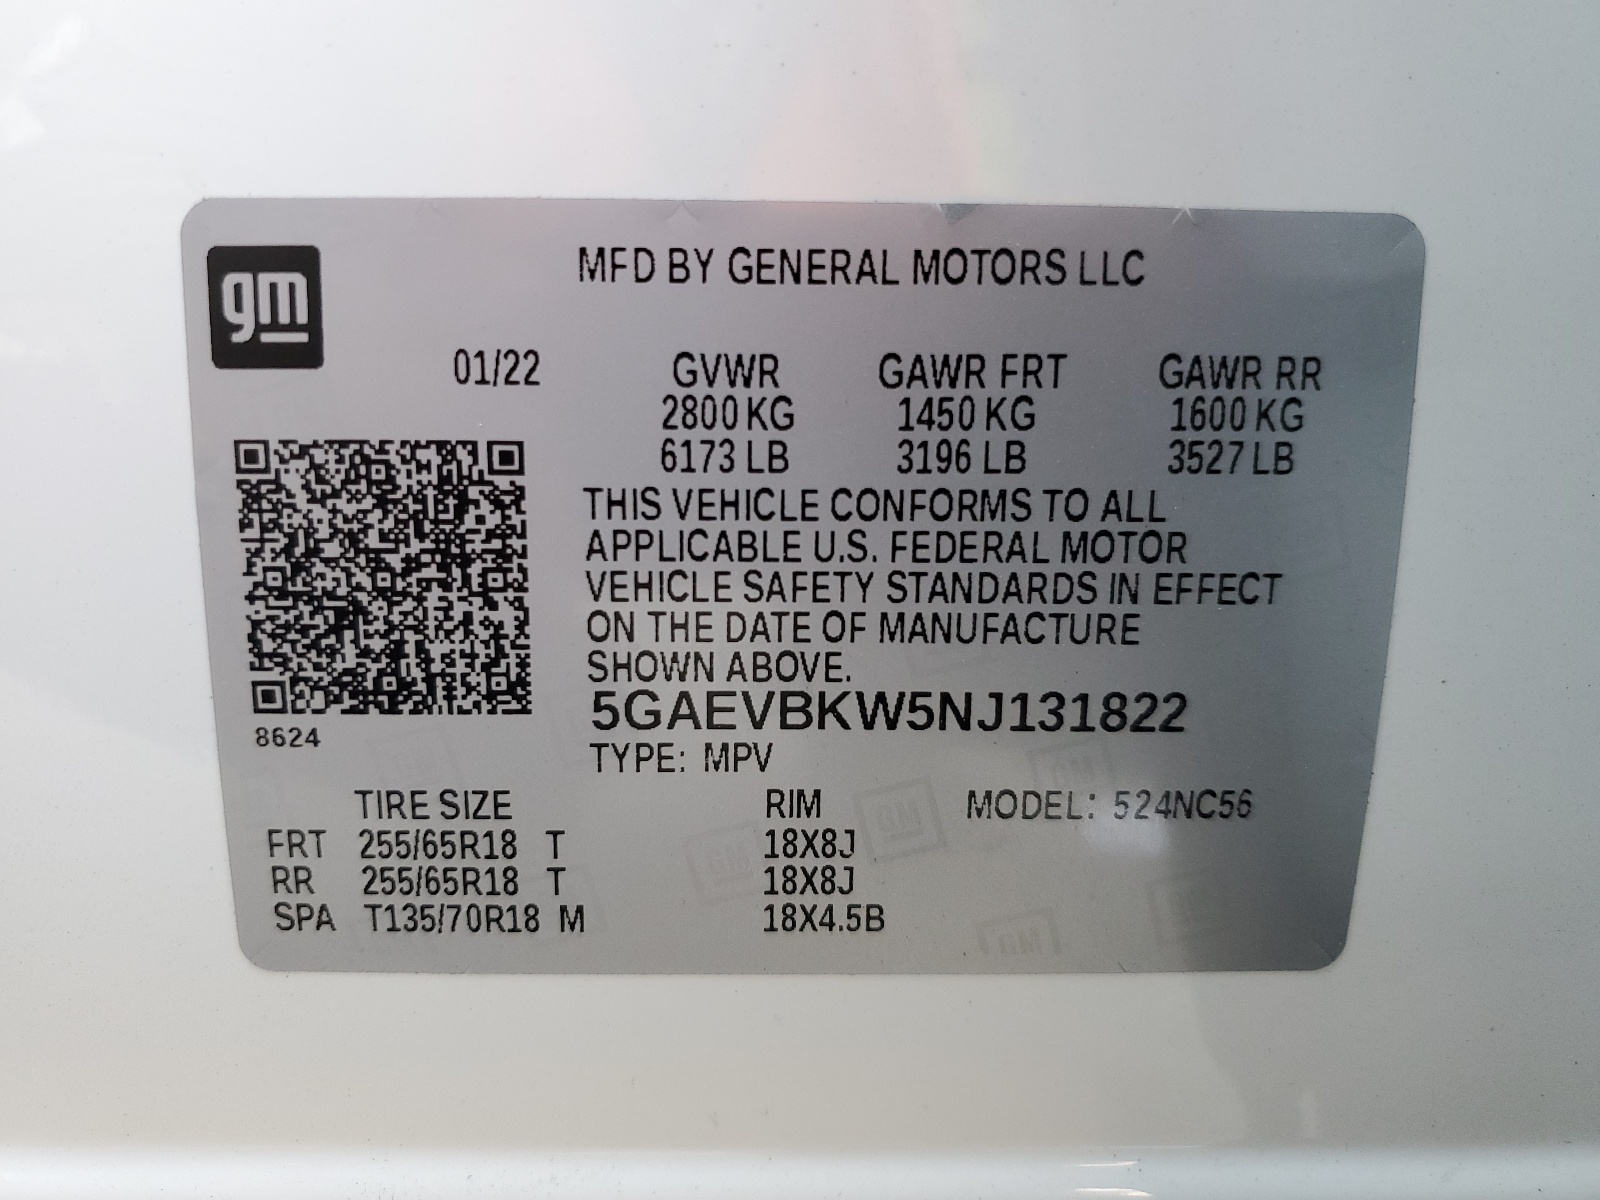 gm
MFD BY GENERAL MOTORS LLC
01/22 GVWR GAWR FRT GAWR RR
2800 KG 1450 KG 1600 KG
6173 LB 3196 LB 3527 LB
THIS VEHICLE CONFORMS TO ALL
APPLICABLE U.S. FEDERAL MOTOR
VEHICLE SAFETY STANDARDS IN EFFECT
ON THE DATE OF MANUFACTURE
SHOWN ABOVE.
5GAEVBKW5NJ131822
8624
TYPE: MPV
TIRE SIZE RIM MODEL: 524NC56
FRT 255/65R18 T 18X8J
RR 255/65R18 T 18X8J
SPA T135/70R18 M 18X4.5B